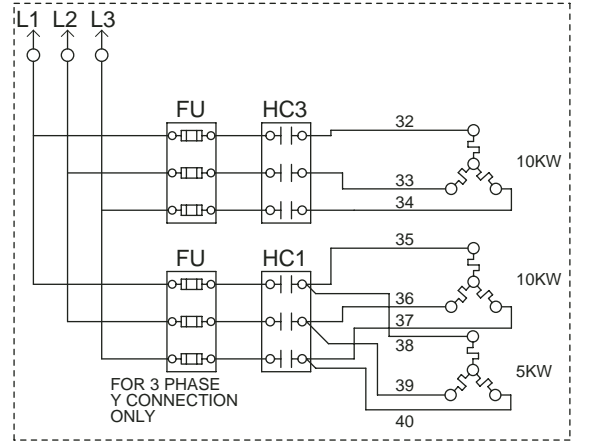 L1 L2 L3
FU HC3
32
10KW
33
34
FU HC1
35
10KW
36
37
38
5KW
39
40
FOR 3 PHASE
Y CONNECTION
ONLY